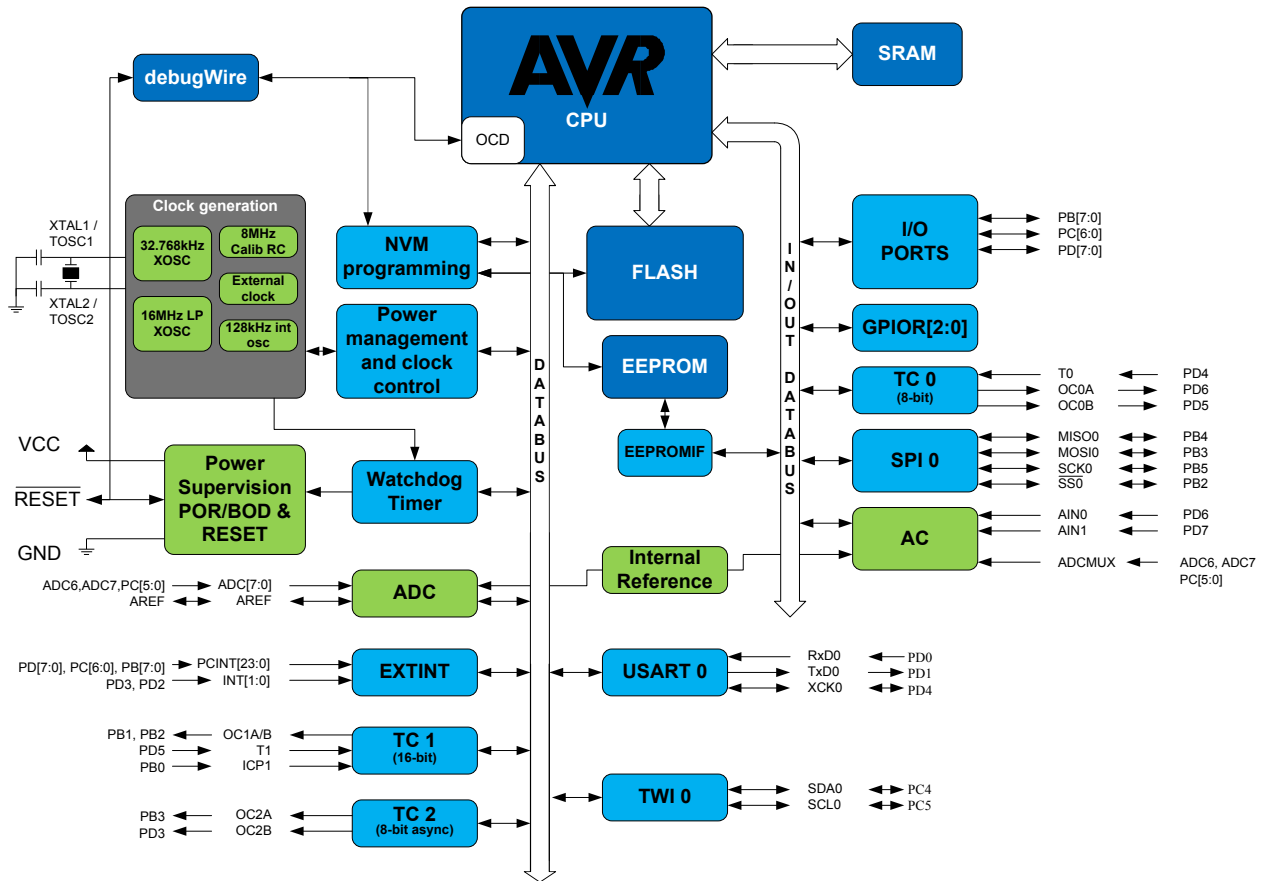 AVR
CPU
OCD
SRAM
debugWire
Clock generation
XTAL1 /
TOSC1
32.768kHz
XOSC
8MHz
Calib RC
External
clock
XTAL2 /
TOSC2
16MHz LP
XOSC
128kHz int
osc
NVM
programming
FLASH
Power
management
and clock
control
EEPROM
EEPROMIF
DATABUS
IN/OUT DATABUS
I/O
PORTS
PB[7:0]
PC[6:0]
PD[7:0]
GPIOR[2:0]
TC 0
(8-bit)
T0 PD4
OC0A PD6
OC0B PD5
SPI 0
MISO0 PB4
MOSI0 PB3
SCK0 PB5
SS0 PB2
AC
AIN0 PD6
AIN1 PD7
ADCMUX ADC6, ADC7
PC[5:0]
VCC
RESET
GND
Power
Supervision
POR/BOD &
RESET
Watchdog
Timer
Internal
Reference
ADC6,ADC7,PC[5:0] ADC[7:0]
AREF AREF
ADC
PD[7:0], PC[6:0], PB[7:0] PCINT[23:0]
PD3, PD2 INT[1:0]
EXTINT
USART 0
RxD0 PD0
TxD0 PD1
XCK0 PD4
PB1, PB2 OC1A/B
PD5 T1
PB0 ICP1
TC 1
(16-bit)
TWI 0
SDA0 PC4
SCL0 PC5
PB3 OC2A
PD3 OC2B
TC 2
(8-bit async)